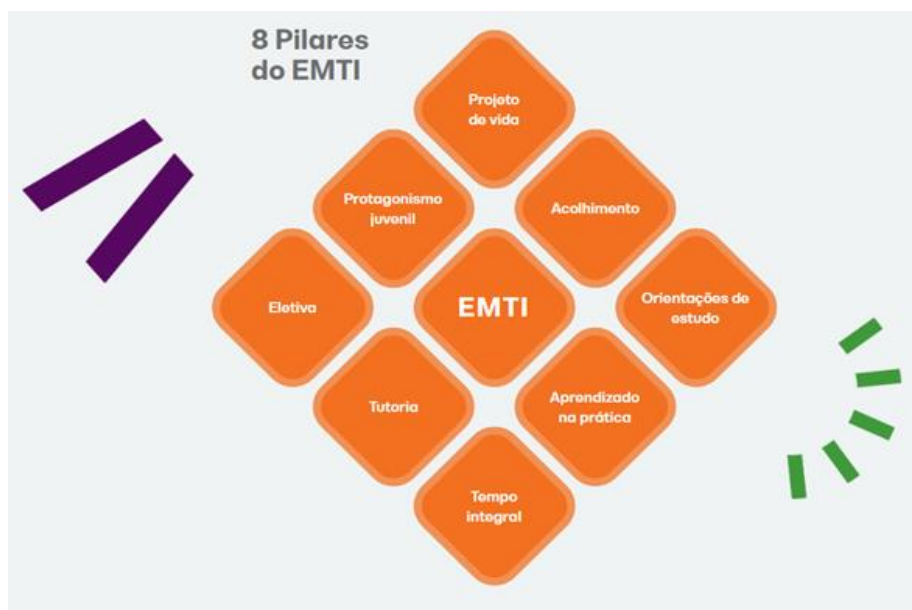 8 Pilares
do EMTI
Projeto
de vida
Protagonismo
juvenil
Acolhimento
Eletiva
EMTI
Orientações de
estudo
Tutoria
Aprendizado
na prática
Tempo
integral